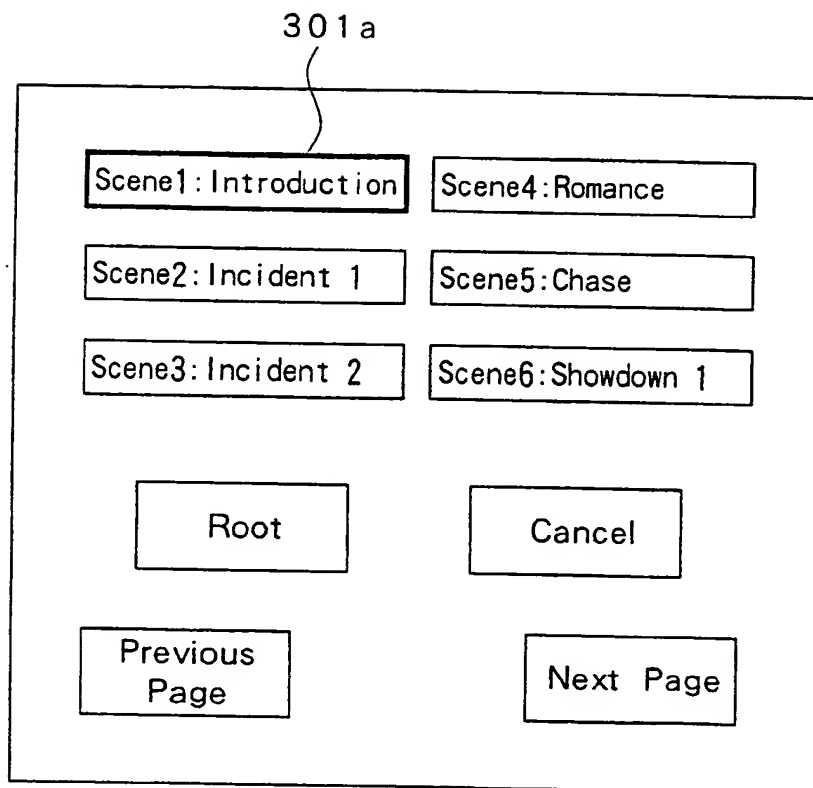 301a
Scene1:Introduction
Scene4:Romance
Scene2:Incident 1
Scene5:Chase
Scene3:Incident 2
Scene6:Showdown 1
Root
Cancel
Previous
Page
Next Page